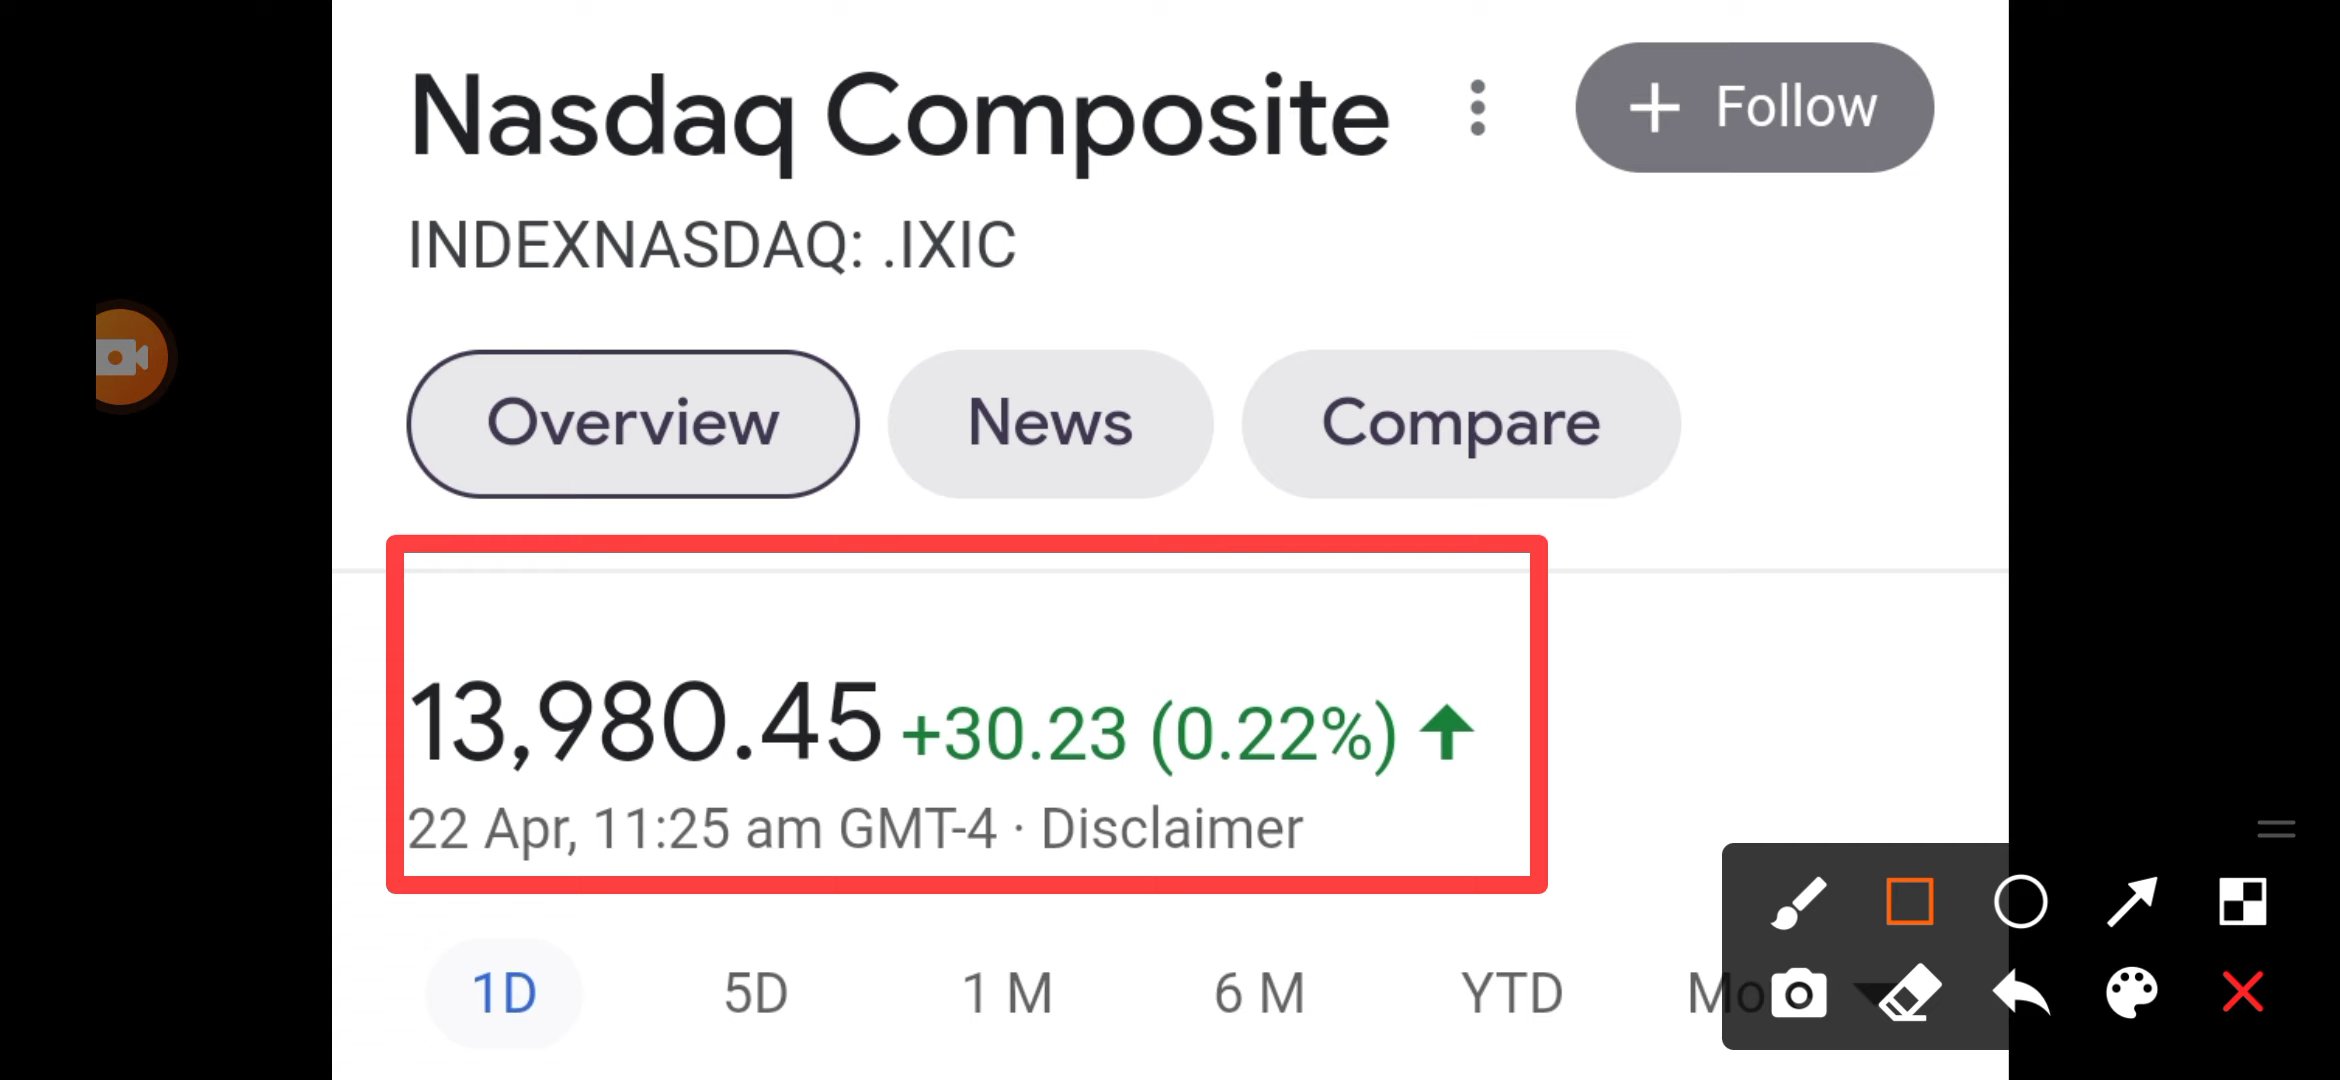 Nasdaq Composite
+ Follow
INDEXNASDAQ: .IXIC
Overview News Compare
13,980.45 +30.23 (0.22%)
22 Apr, 11:25 am GMT-4 · Disclaimer
1D 5D 1 M 6 M YTD